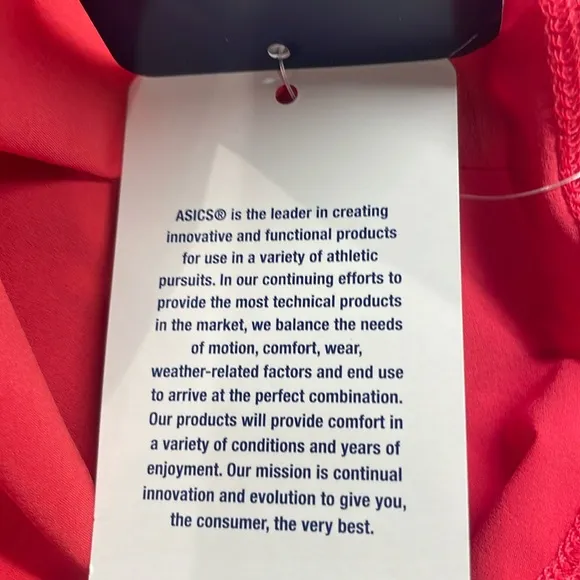 ASICS® is the leader in creating
innovative and functional products
for use in a variety of athletic
pursuits. In our continuing efforts to
provide the most technical products
in the market, we balance the needs
of motion, comfort, wear,
weather-related factors and end use
to arrive at the perfect combination.
Our products will provide comfort in
a variety of conditions and years of
enjoyment. Our mission is continual
innovation and evolution to give you,
the consumer, the very best.